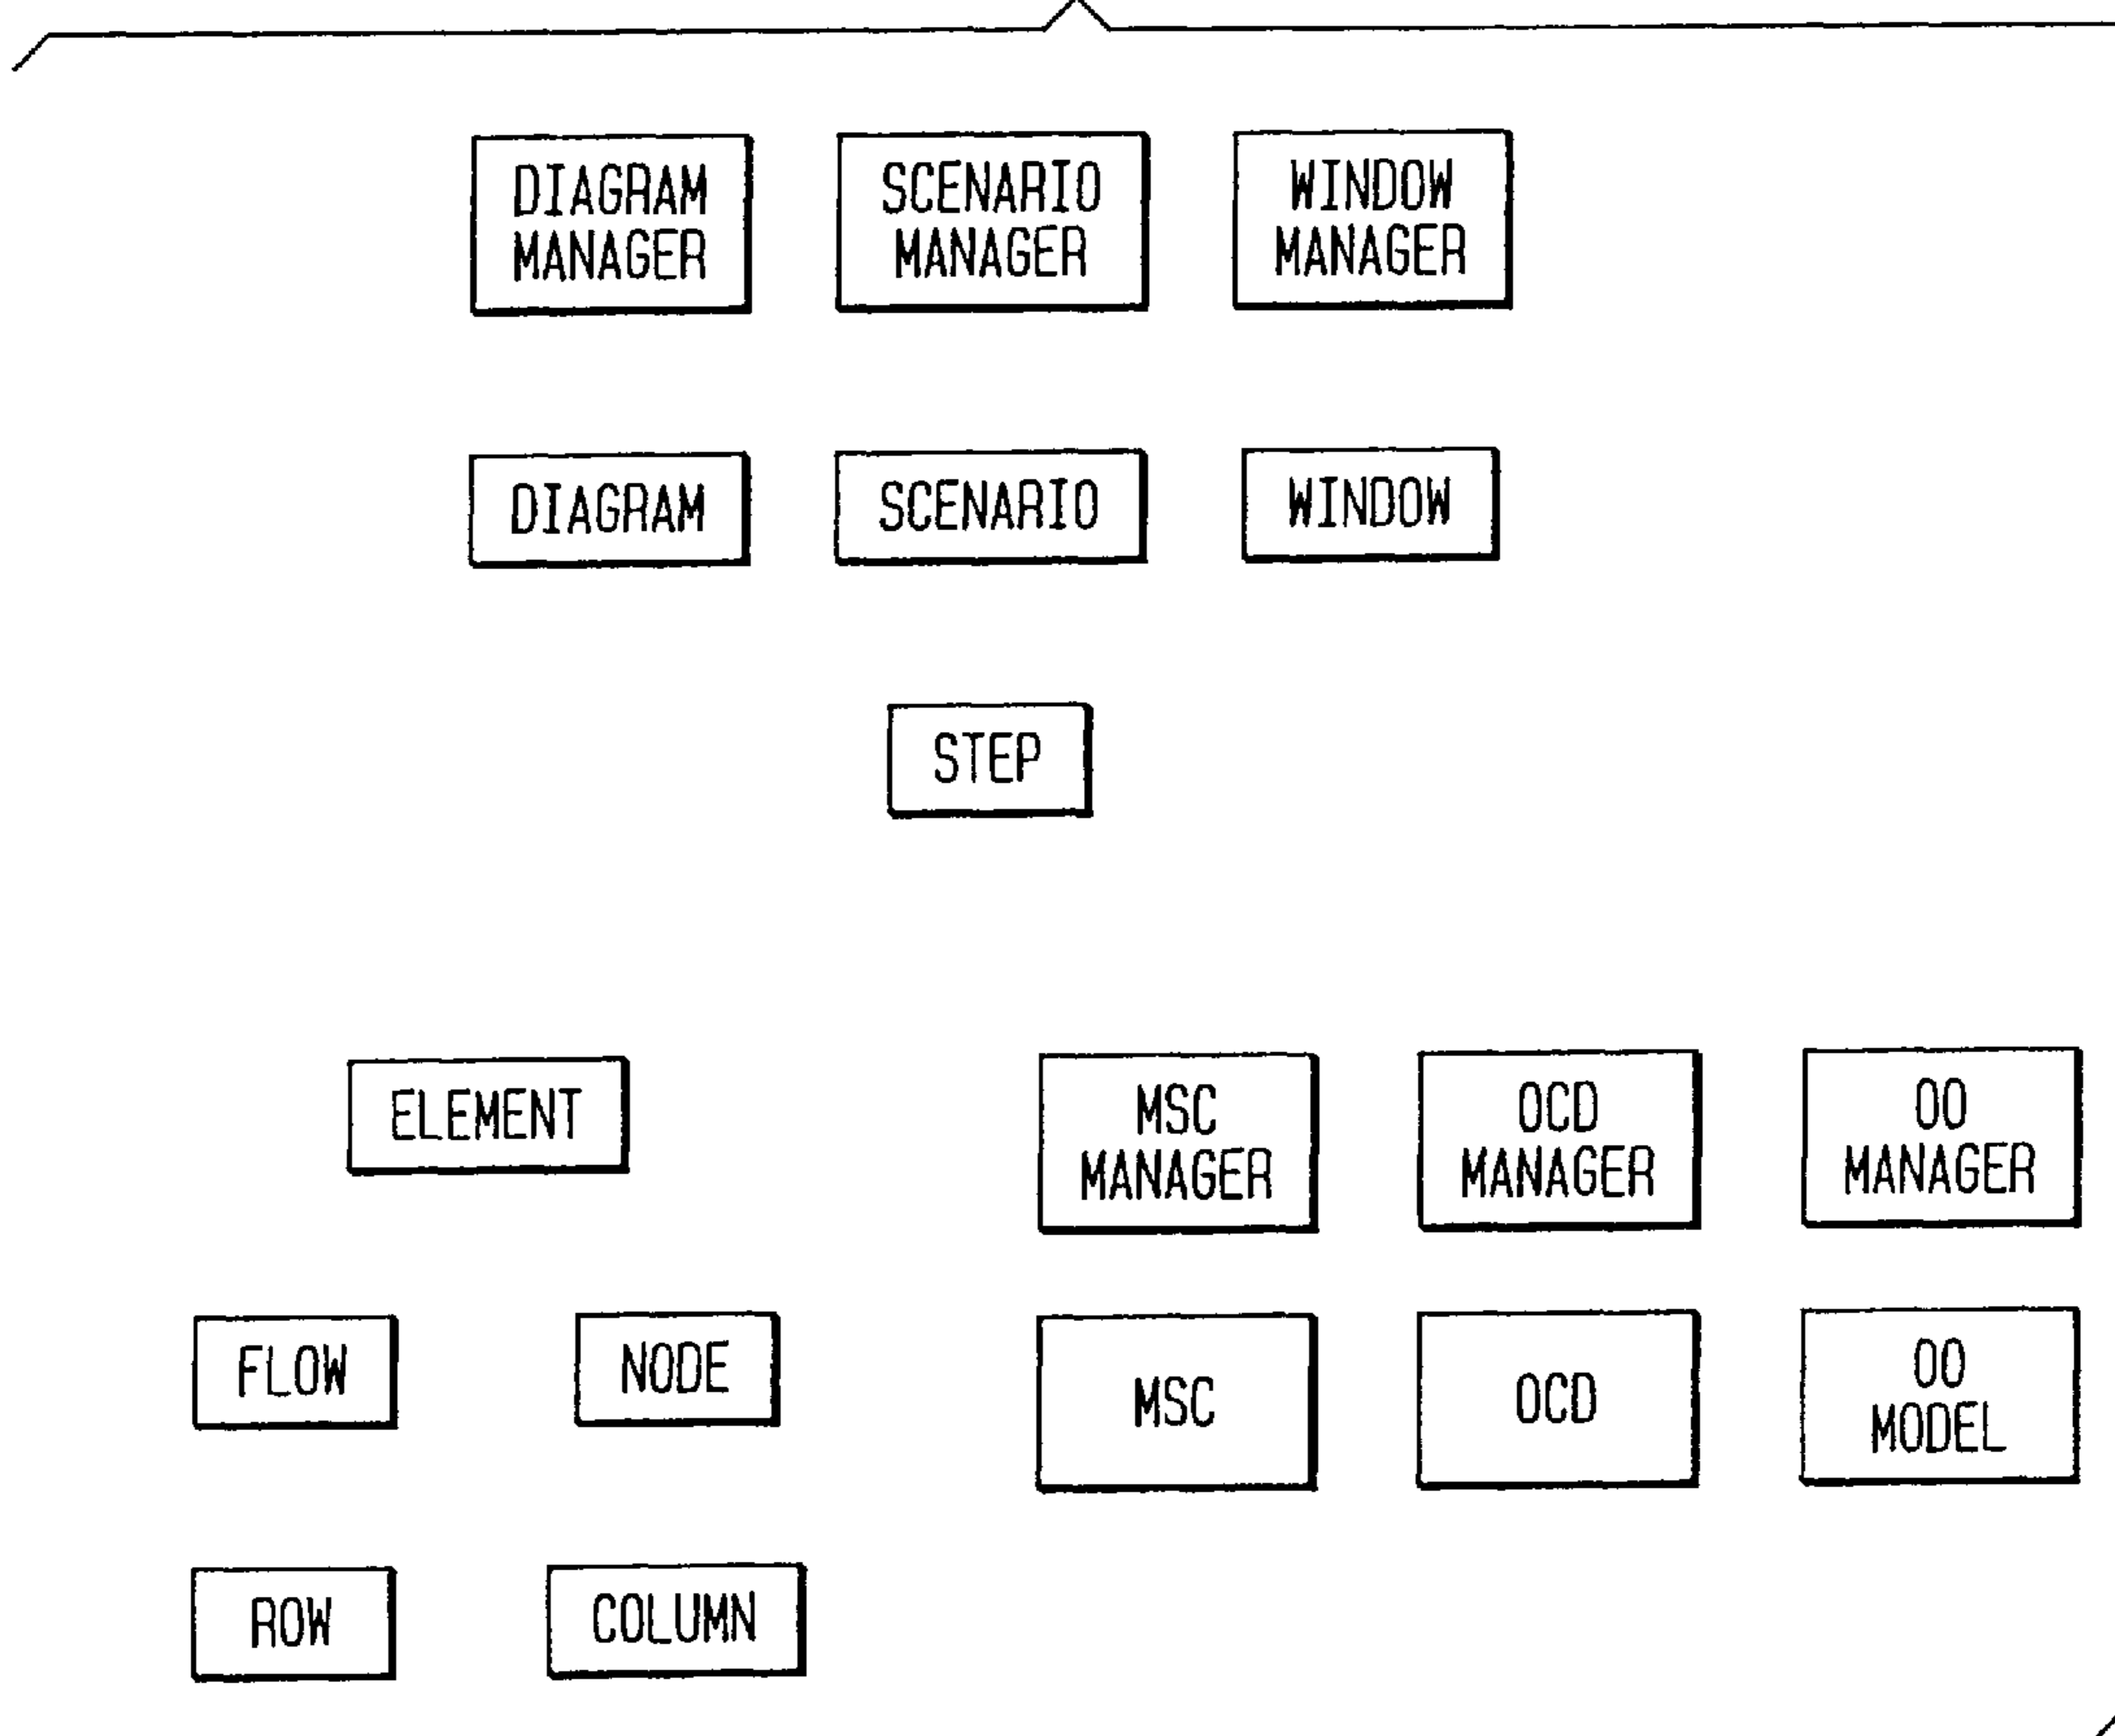 DIAGRAM
MANAGER
SCENARIO
MANAGER
WINDOW
MANAGER
DIAGRAM
SCENARIO
WINDOW
STEP
ELEMENT
MSC
MANAGER
OCD
MANAGER
OO
MANAGER
FLOW
NODE
MSC
OCD
OO
MODEL
ROW
COLUMN